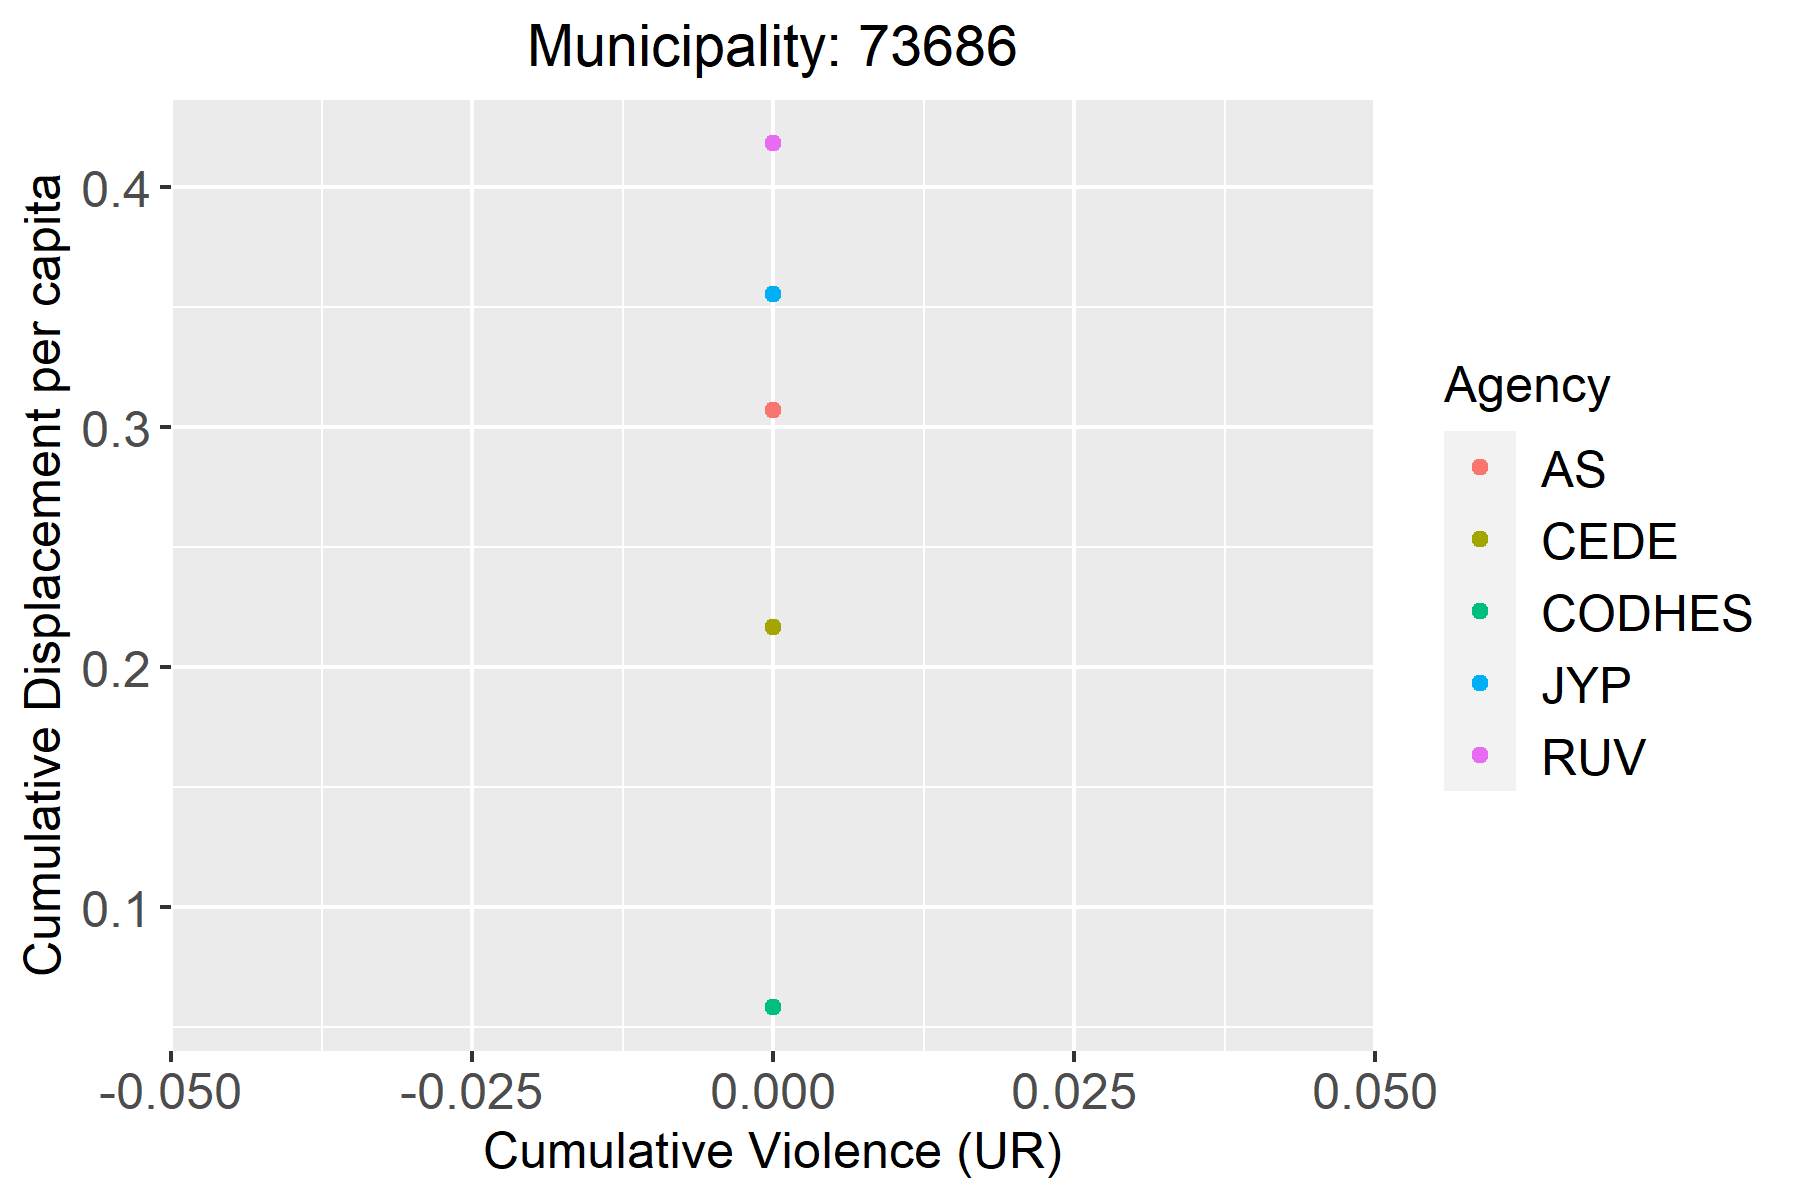 Municipality: 73686
Cumulative Displacement per capita
0.4
0.3
0.2
0.1
-0.050
-0.025
0.000
0.025
0.050
Cumulative Violence (UR)
Agency
AS
CEDE
CODHES
JYP
RUV